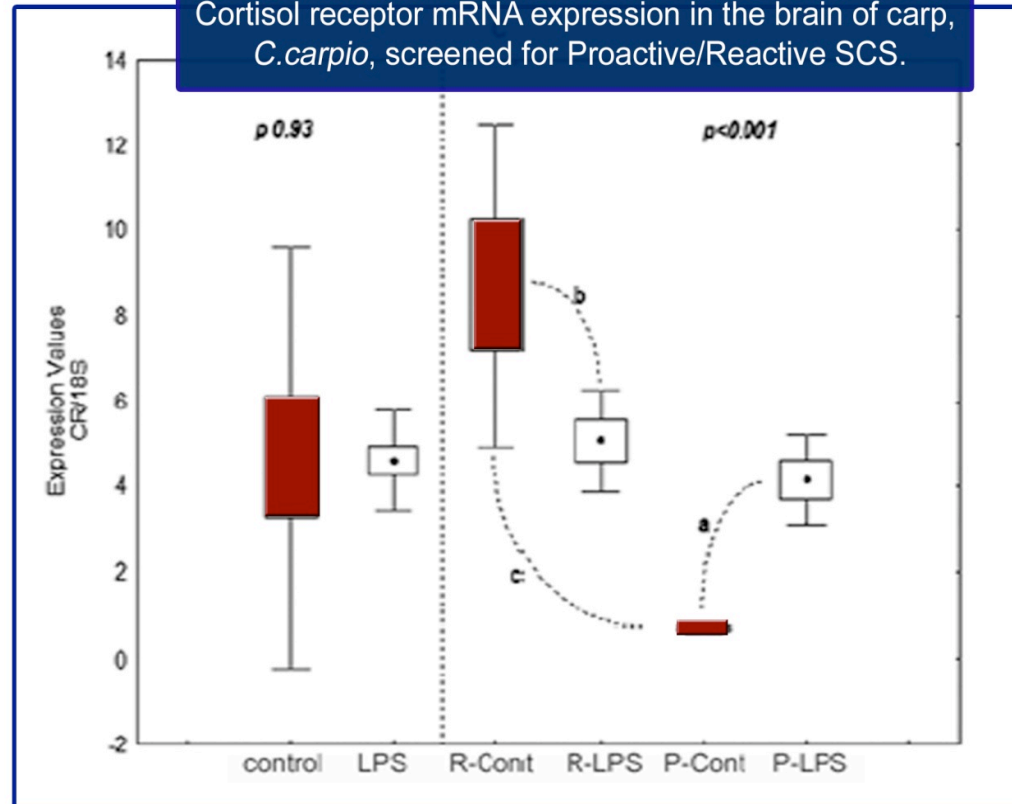 Cortisol receptor mRNA expression in the brain of carp,
C.carpio, screened for Proactive/Reactive SCS.
14
12
10
8
6
4
2
0
-2
Expression Values
CR/18S
p 0.93
p<0.001
b
a
c
control LPS R-Cont R-LPS P-Cont P-LPS